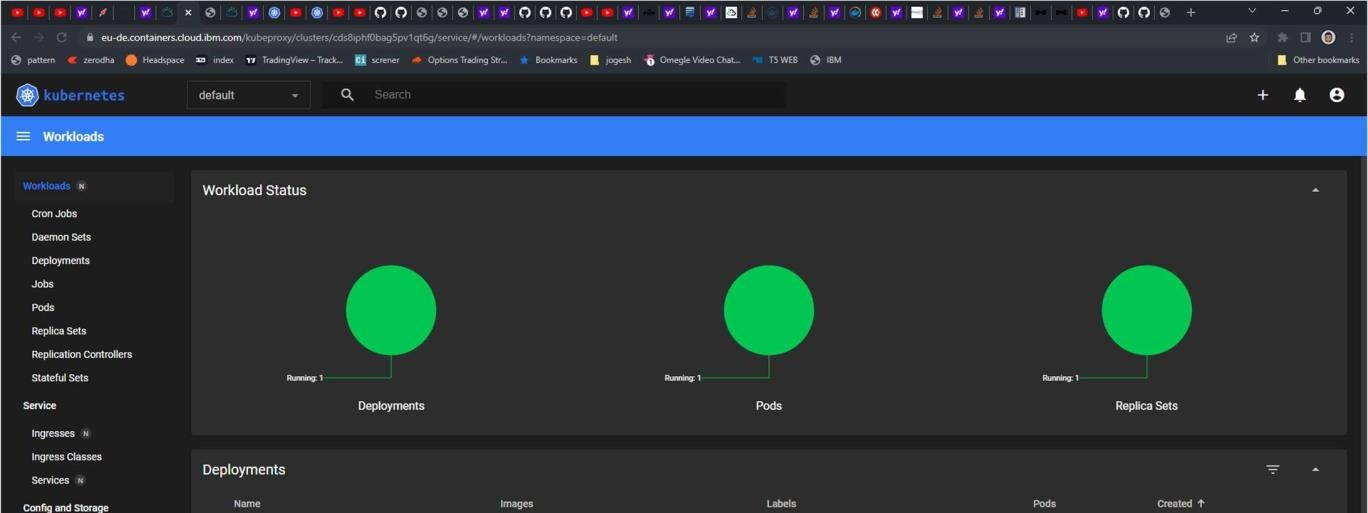 eu-de.containers.cloud.ibm.com/kubeproxy/clusters/cds8iphf0bag5pv1qt6g/service/#/workloads?namespace=default
pattern zerodha Headspace index TradingView – Track... screner Options Trading Str... Bookmarks jogesh Omegle Video Chat... T5 WEB IBM Other bookmarks
kubernetes default Search
Workloads
Workloads N
Cron Jobs
Daemon Sets
Deployments
Jobs
Pods
Replica Sets
Replication Controllers
Stateful Sets
Service
Ingresses N
Ingress Classes
Services N
Config and Storage
Workload Status
Running: 1 Running: 1 Running: 1
Deployments Pods Replica Sets
Deployments
Name Images Labels Pods Created